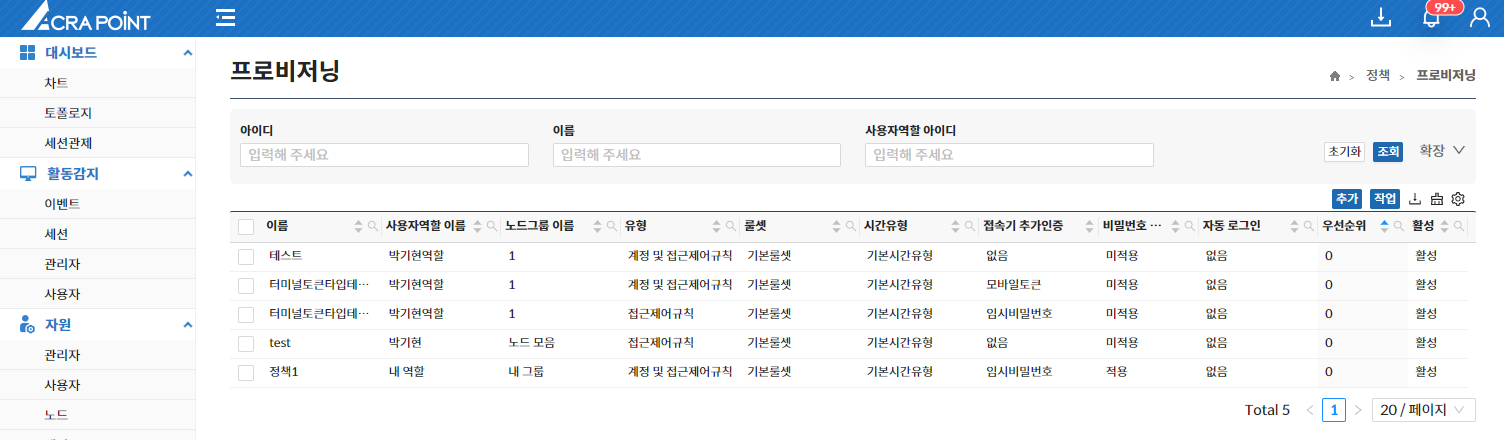 ACRA POINT
99+
대시보드
차트
토폴로지
세션관제
활동감지
이벤트
세션
관리자
사용자
자원
관리자
사용자
노드
프로비저닝
> 정책 > 프로비저닝
아이디 이름 사용자역할 아이디
입력해 주세요 입력해 주세요 입력해 주세요 초기화 조회 확장
추가 작업
이름 사용자역할 이름 노드그룹 이름 유형 룰셋 시간유형 접속기 추가인증 비밀번호 ... 자동 로그인 우선순위 활성
테스트 박기현역할 1 계정 및 접근제어규칙 기본룰셋 기본시간유형 없음 미적용 없음 0 활성
터미널토큰타입테... 박기현역할 1 계정 및 접근제어규칙 기본룰셋 기본시간유형 모바일토큰 미적용 없음 0 활성
터미널토큰타입테... 박기현역할 1 접근제어규칙 기본룰셋 기본시간유형 임시비밀번호 미적용 없음 0 활성
test 박기현 노드 모음 접근제어규칙 기본룰셋 기본시간유형 없음 미적용 없음 0 활성
정책1 내 역할 내 그룹 계정 및 접근제어규칙 기본룰셋 기본시간유형 임시비밀번호 적용 없음 0 활성
Total 5 < 1 > 20 / 페이지